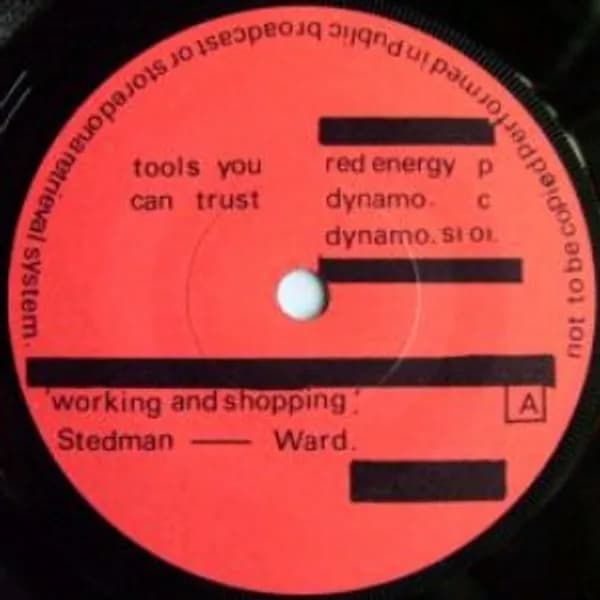 not to be copied performed in public broadcast or stored on a retrieval system.
tools you
can trust
red energy p
dynamo. c
dynamo. SI OI.
'working and shopping'.
A
Stedman — Ward.